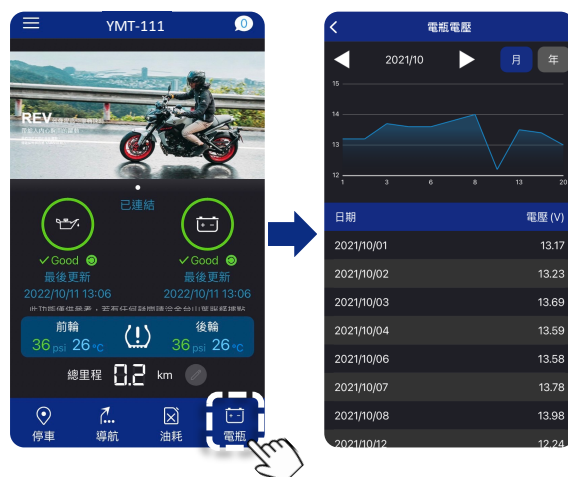 YMT-111
0
REV
已連結
Good
Good
最後更新
最後更新
2022/10/11 13:06
2022/10/11 13:06
前輪
後輪
36 psi 26 °C
36 psi 26 °C
總里程 0.2 km
停車
導航
油耗
電瓶
電瓶電壓
2021/10
月
年
15
14
13
12
1 3 6 8 13 20
日期 電壓 (V)
2021/10/01 13.17
2021/10/02 13.23
2021/10/03 13.69
2021/10/04 13.59
2021/10/06 13.58
2021/10/07 13.78
2021/10/08 13.98
2021/10/12 12.24